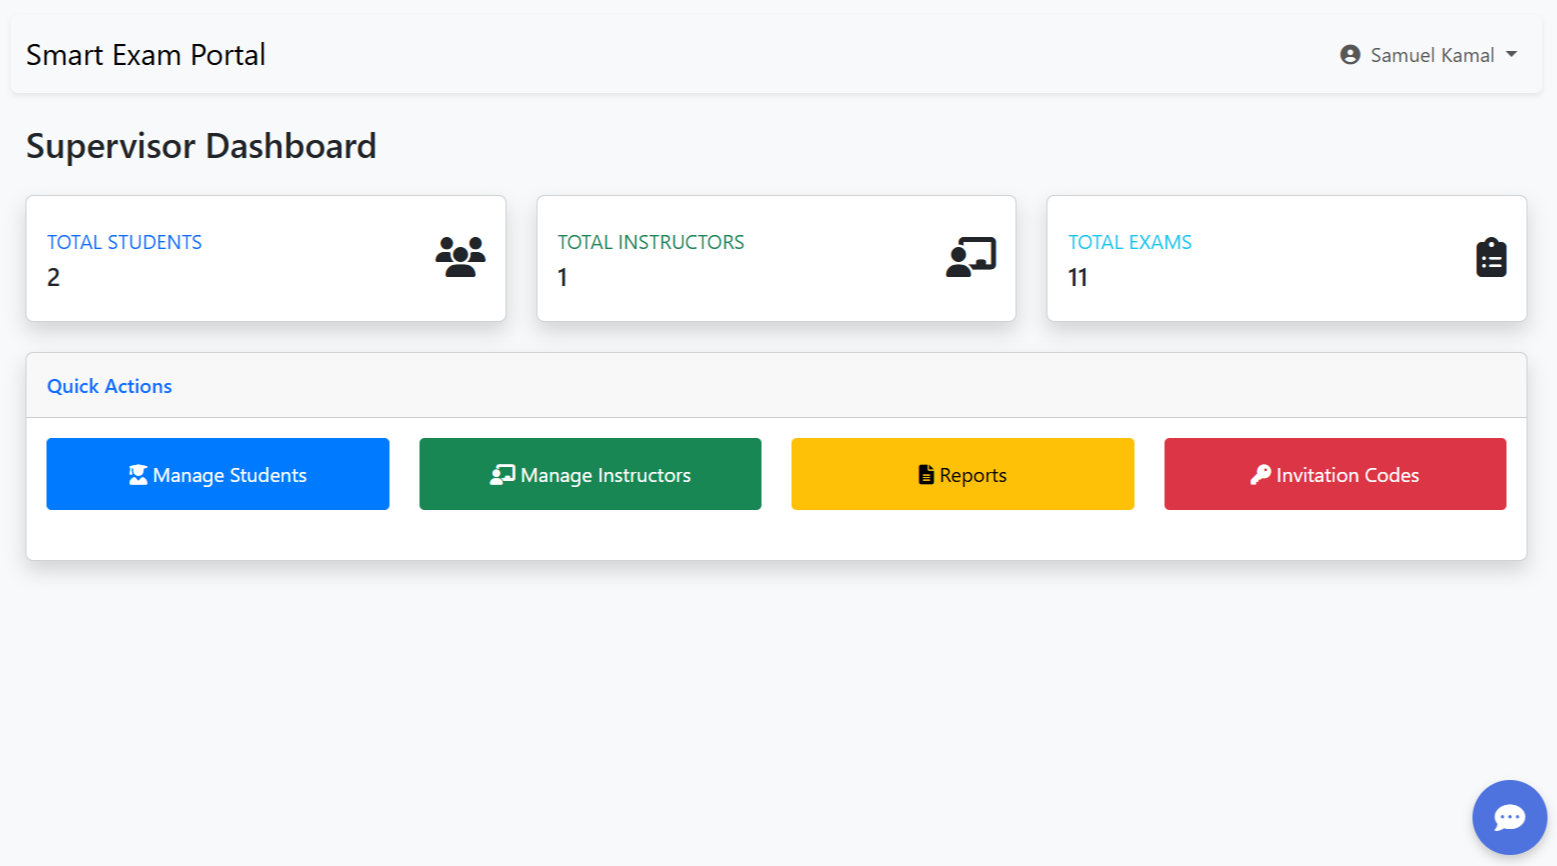 Smart Exam Portal
Samuel Kamal
Supervisor Dashboard
TOTAL STUDENTS
2
TOTAL INSTRUCTORS
1
TOTAL EXAMS
11
Quick Actions
Manage Students
Manage Instructors
Reports
Invitation Codes